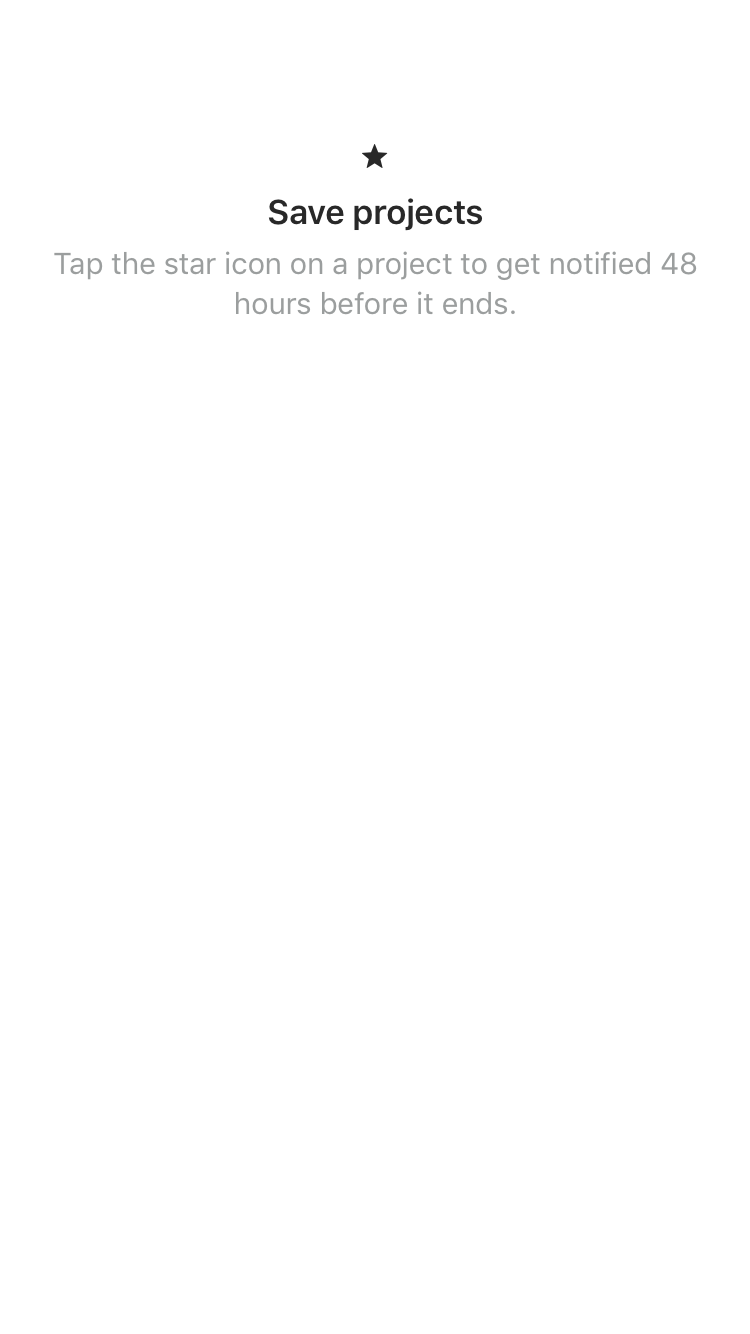 Save projects
Tap the star icon on a project to get notified 48
hours before it ends.